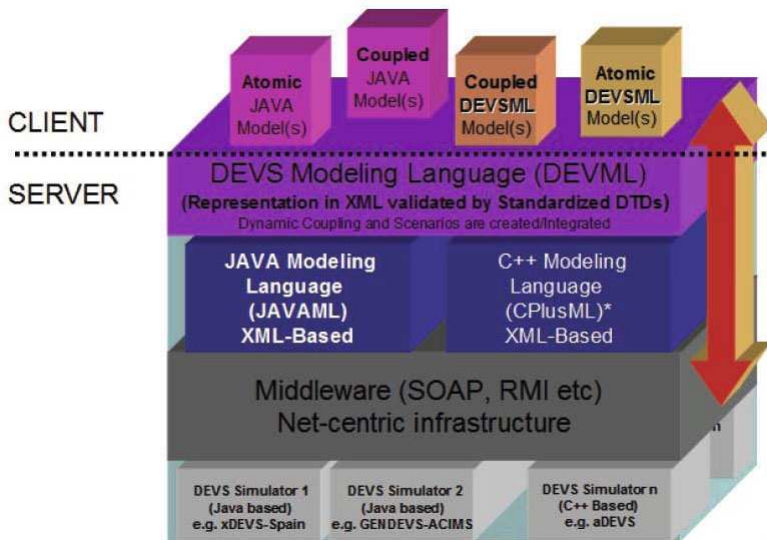 Atomic
JAVA
Model(s)
Coupled
JAVA
Model(s)
Coupled
DEVSML
Model(s)
Atomic
DEVSML
Model(s)
CLIENT
SERVER
DEVS Modeling Language (DEVML)
(Representation in XML validated by Standardized DTDs)
Dynamic Coupling and Scenarios are created/Integrated
JAVA Modeling
Language
(JAVAML)
XML-Based
C++ Modeling
Language
(CPlusML)*
XML-Based
Middleware (SOAP, RMI etc)
Net-centric infrastructure
DEVS Simulator 1
(Java based)
e.g. xDEVS-Spain
DEVS Simulator 2
(Java based)
e.g. GENDEVS-ACIMS
DEVS Simulator n
(C++ Based)
e.g. aDEVS